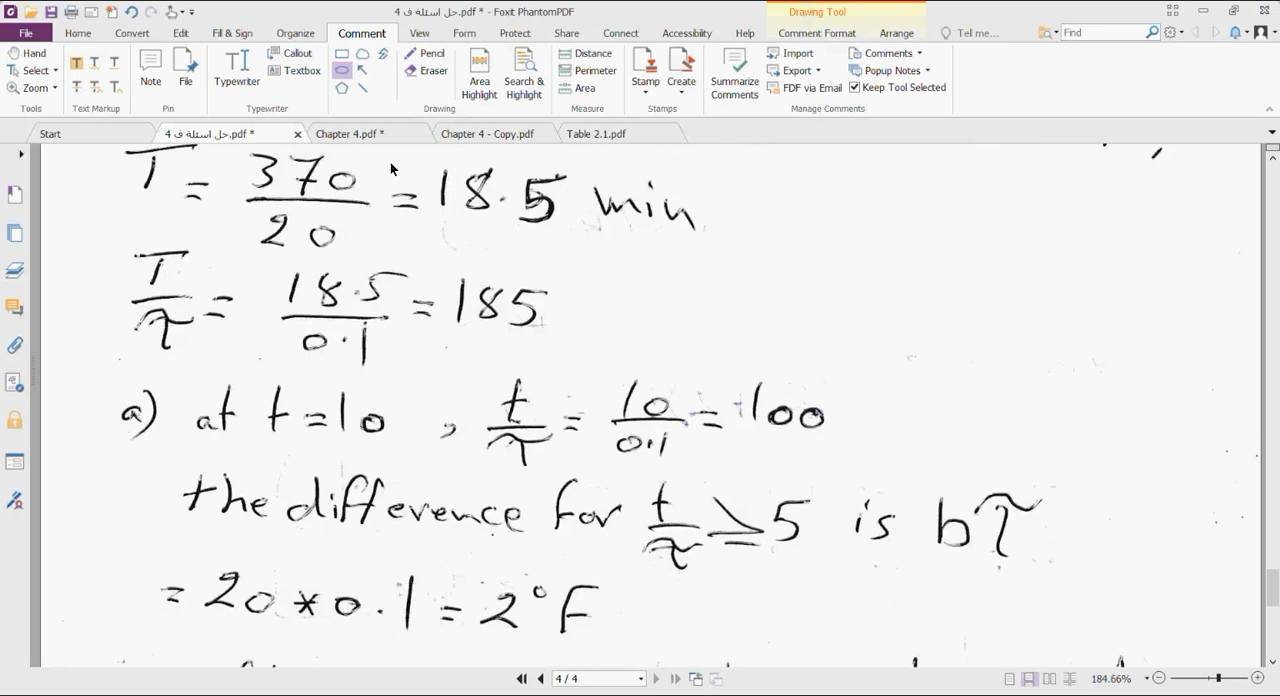 حل اسئلة ف 4.pdf * - Foxit PhantomPDF
Drawing Tool
File Home Convert Edit Fill & Sign Organize Comment View Form Protect Share Connect Accessibility Help Comment Format Arrange Tell me... Find
Hand
Select
Zoom
Tools
Text Markup
Note
File
Pin
Typewriter
Callout
Textbox
Typewriter
Pencil
Eraser
Drawing
Area Highlight
Search & Highlight
Distance
Perimeter
Area
Measure
Stamp
Create
Stamps
Summarize Comments
Import
Export
FDF via Email
Comments
Popup Notes
Keep Tool Selected
Manage Comments
Start
حل اسئلة ف 4.pdf *
Chapter 4.pdf *
Chapter 4 - Copy.pdf
Table 2.1.pdf
T = 370/20 = 18.5 min
T/τ = 18.5/0.1 = 185
a) at t = 10 , t/τ = 10/0.1 = 100
the difference for t/τ ≥ 5 is bτ
= 20 * 0.1 = 2°F
4 / 4
184.66%